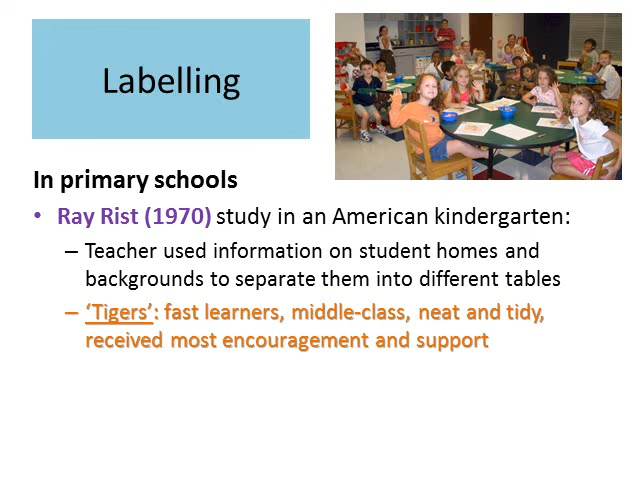 Labelling
In primary schools
• Ray Rist (1970) study in an American kindergarten:
– Teacher used information on student homes and
backgrounds to separate them into different tables
– ‘Tigers’: fast learners, middle-class, neat and tidy,
received most encouragement and support